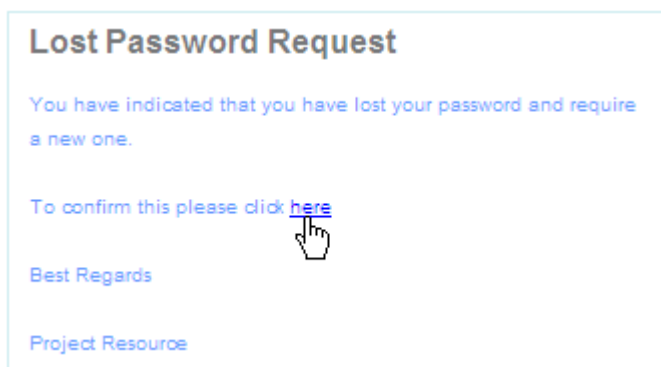 Lost Password Request
You have indicated that you have lost your password and require
a new one.
To confirm this please click here
Best Regards
Project Resource